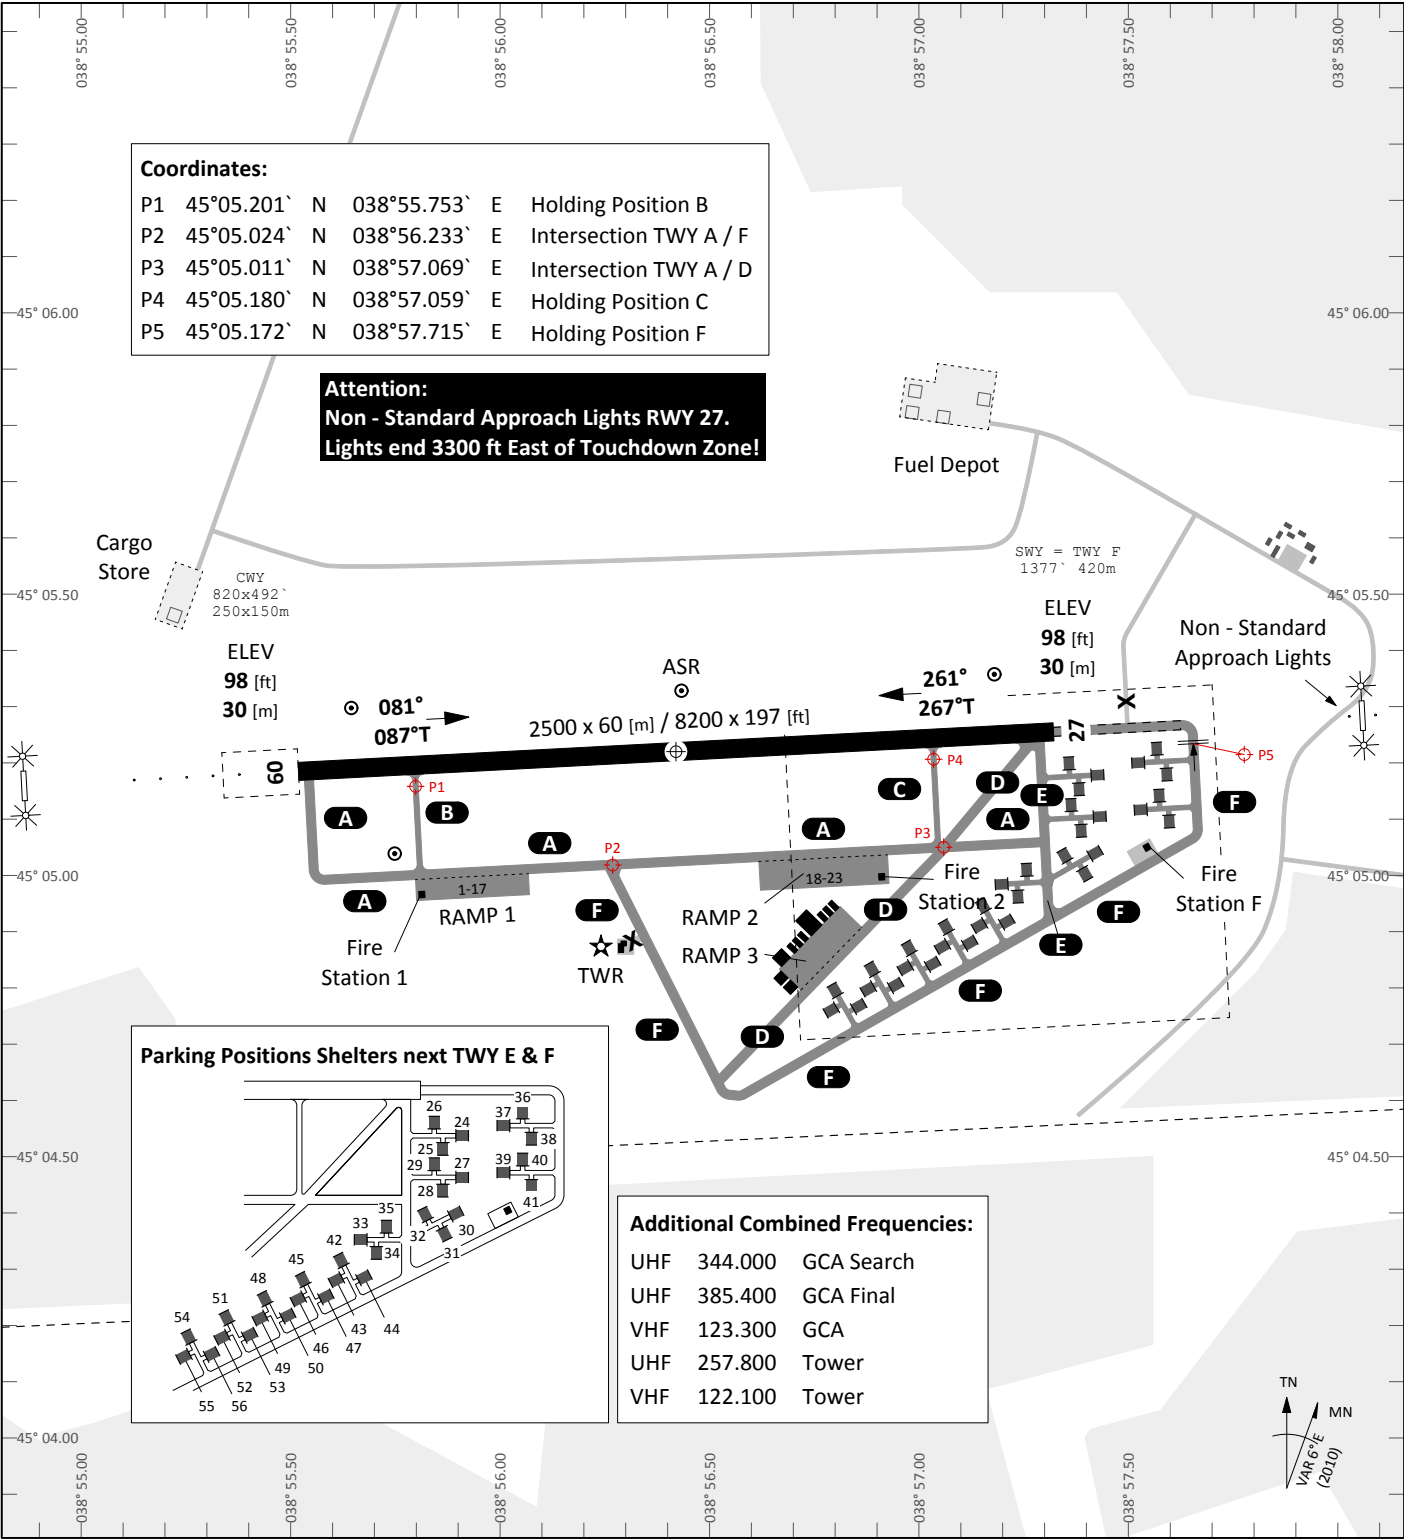 038° 55.00
038° 55.50
038° 56.00
038° 56.50
038° 57.00
038° 57.50
038° 58.00
Coordinates:
P1 45°05.201` N 038°55.753` E Holding Position B
P2 45°05.024` N 038°56.233` E Intersection TWY A / F
P3 45°05.011` N 038°57.069` E Intersection TWY A / D
P4 45°05.180` N 038°57.059` E Holding Position C
P5 45°05.172` N 038°57.715` E Holding Position F
45° 06.00
45° 06.00
Attention:
Non - Standard Approach Lights RWY 27.
Lights end 3300 ft East of Touchdown Zone!
Fuel Depot
Cargo
Store
CWY
820x492`
250x150m
SWY = TWY F
1377` 420m
45° 05.50
45° 05.50
ELEV
98 [ft]
30 [m]
ELEV
98 [ft]
30 [m]
Non - Standard
Approach Lights
ASR
081°
087°T
261°
267°T
2500 x 60 [m] / 8200 x 197 [ft]
09
27
X
P1
P4
P5
A
B
C
D
E
F
A
A
A
P2
P3
45° 05.00
45° 05.00
1-17
18-23
A
RAMP 1
F
RAMP 2
D
Fire
Station 2
Fire
Station F
F
Fire
Station 1
X
TWR
RAMP 3
E
F
F
D
F
Parking Positions Shelters next TWY E & F
36
26
37
24
25
38
29
27
39
40
28
41
35
33
32
30
34
31
42
45
48
51
54
43
44
46
47
49
50
52
53
55
56
45° 04.50
45° 04.50
Additional Combined Frequencies:
UHF 344.000 GCA Search
UHF 385.400 GCA Final
VHF 123.300 GCA
UHF 257.800 Tower
VHF 122.100 Tower
TN
MN
VAR 6°/E
(2010)
45° 04.00
45° 04.00
038° 55.00
038° 55.50
038° 56.00
038° 56.50
038° 57.00
038° 57.50
038° 58.00